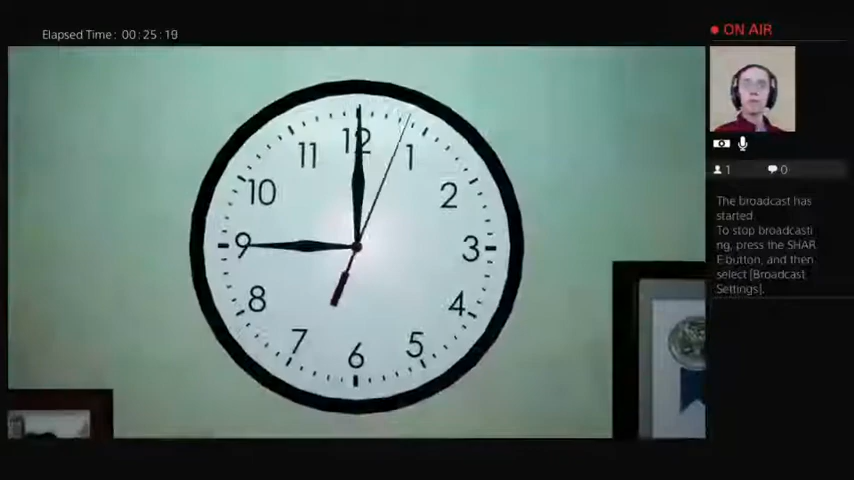 Elapsed Time: 00:25:19
ON AIR
12
11
1
10
2
9
3
8
4
7
5
6
1
0
The broadcast has
started.
To stop broadcasti
ng, press the SHAR
E button, and then
select [Broadcast
Settings].